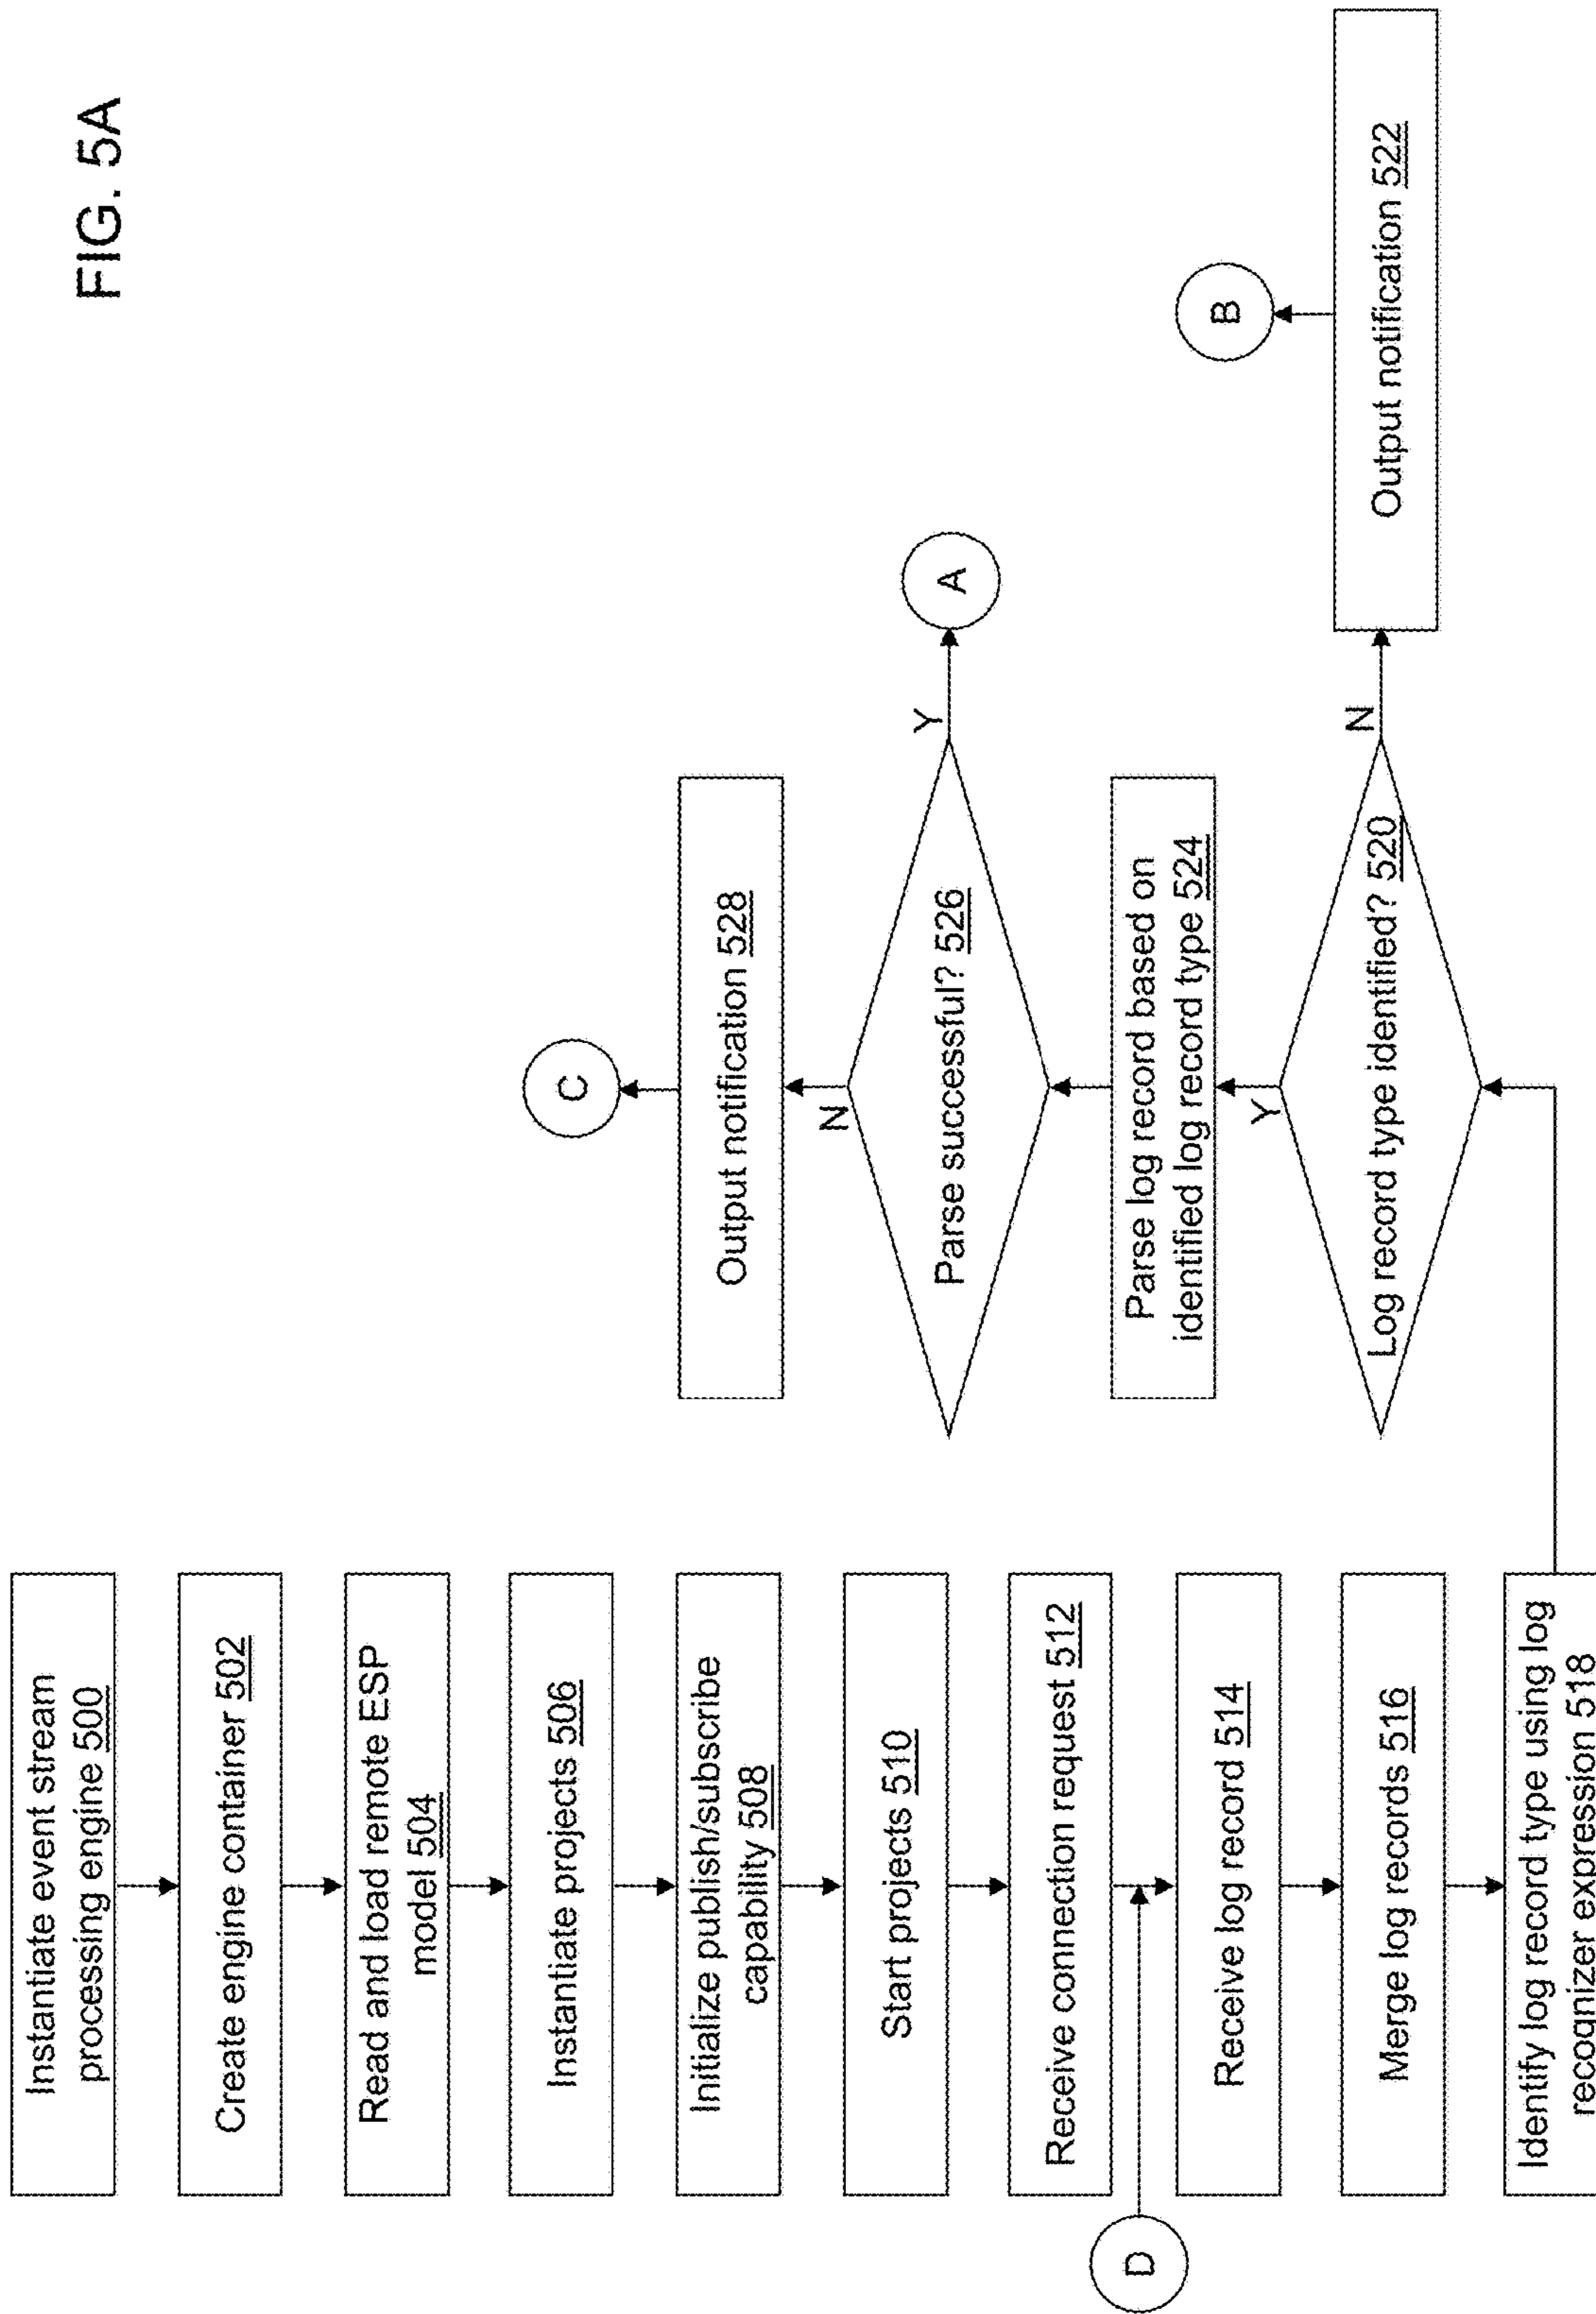 FIG. 5A
Instantiate event stream
processing engine 500
Create engine container 502
Read and load remote ESP
model 504
Instantiate projects 506
Initialize publish/subscribe
capability 508
Start projects 510
Receive connection request 512
D
Receive log record 514
Merge log records 516
Identify log record type using log
recognizer expression 518
C
Output notification 528
N
Parse successful? 526
Y
A
Parse log record based on
identified log record type 524
Y
Log record type identified? 520
N
B
Output notification 522